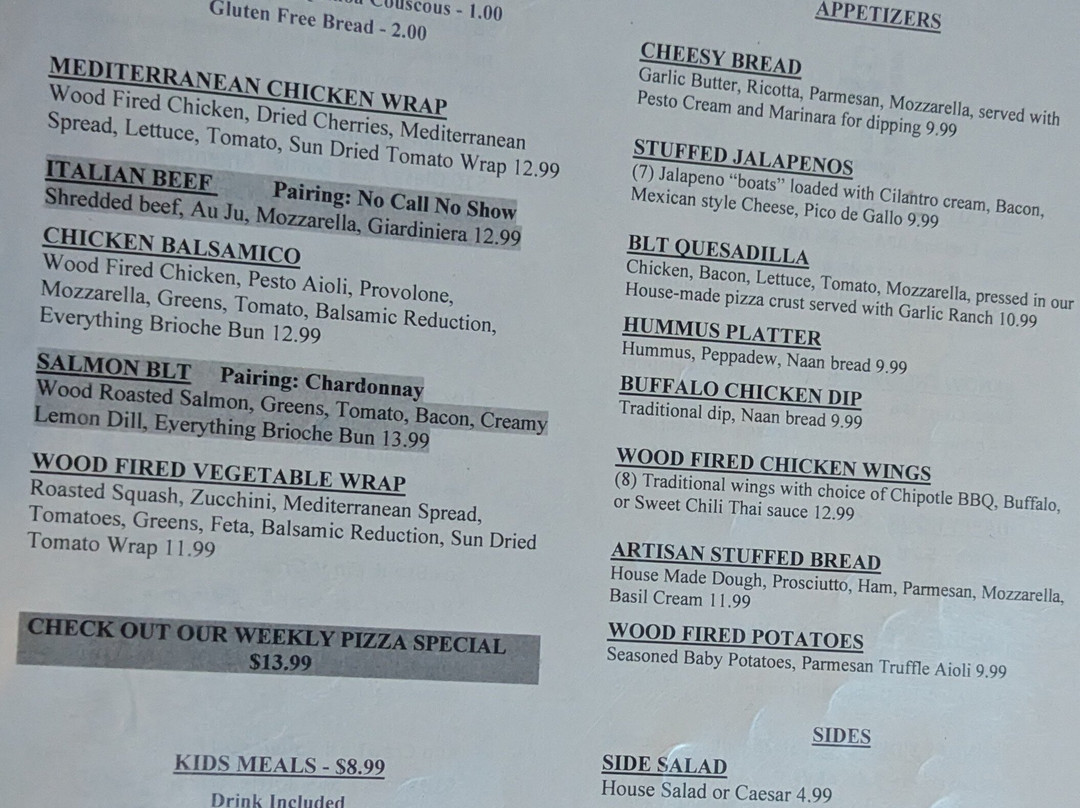 Couscous - 1.00
Gluten Free Bread - 2.00
MEDITERRANEAN CHICKEN WRAP
Wood Fired Chicken, Dried Cherries, Mediterranean
Spread, Lettuce, Tomato, Sun Dried Tomato Wrap 12.99
ITALIAN BEEF Pairing: No Call No Show
Shredded beef, Au Ju, Mozzarella, Giardiniera 12.99
CHICKEN BALSAMICO
Wood Fired Chicken, Pesto Aioli, Provolone,
Mozzarella, Greens, Tomato, Balsamic Reduction,
Everything Brioche Bun 12.99
SALMON BLT Pairing: Chardonnay
Wood Roasted Salmon, Greens, Tomato, Bacon, Creamy
Lemon Dill, Everything Brioche Bun 13.99
WOOD FIRED VEGETABLE WRAP
Roasted Squash, Zucchini, Mediterranean Spread,
Tomatoes, Greens, Feta, Balsamic Reduction, Sun Dried
Tomato Wrap 11.99
CHECK OUT OUR WEEKLY PIZZA SPECIAL
$13.99
KIDS MEALS - $8.99
Drink Included
APPETIZERS
CHEESY BREAD
Garlic Butter, Ricotta, Parmesan, Mozzarella, served with
Pesto Cream and Marinara for dipping 9.99
STUFFED JALAPENOS
(7) Jalapeno “boats” loaded with Cilantro cream, Bacon,
Mexican style Cheese, Pico de Gallo 9.99
BLT QUESADILLA
Chicken, Bacon, Lettuce, Tomato, Mozzarella, pressed in our
House-made pizza crust served with Garlic Ranch 10.99
HUMMUS PLATTER
Hummus, Peppadew, Naan bread 9.99
BUFFALO CHICKEN DIP
Traditional dip, Naan bread 9.99
WOOD FIRED CHICKEN WINGS
(8) Traditional wings with choice of Chipotle BBQ, Buffalo,
or Sweet Chili Thai sauce 12.99
ARTISAN STUFFED BREAD
House Made Dough, Prosciutto, Ham, Parmesan, Mozzarella,
Basil Cream 11.99
WOOD FIRED POTATOES
Seasoned Baby Potatoes, Parmesan Truffle Aioli 9.99
SIDES
SIDE SALAD
House Salad or Caesar 4.99